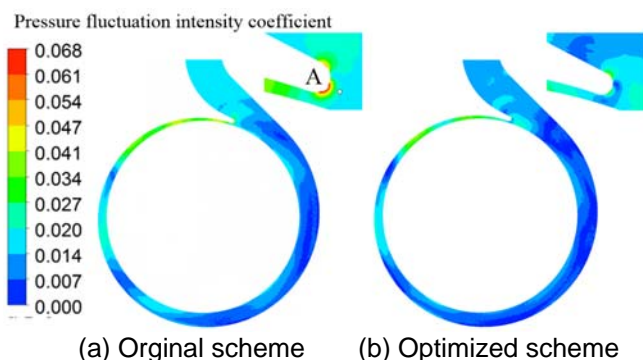 Pressure fluctuation intensity coefficient
0.068
0.061
0.054
0.047
0.041
0.034
0.027
0.020
0.014
0.007
0.000
A
(a) Orginal scheme
(b) Optimized scheme